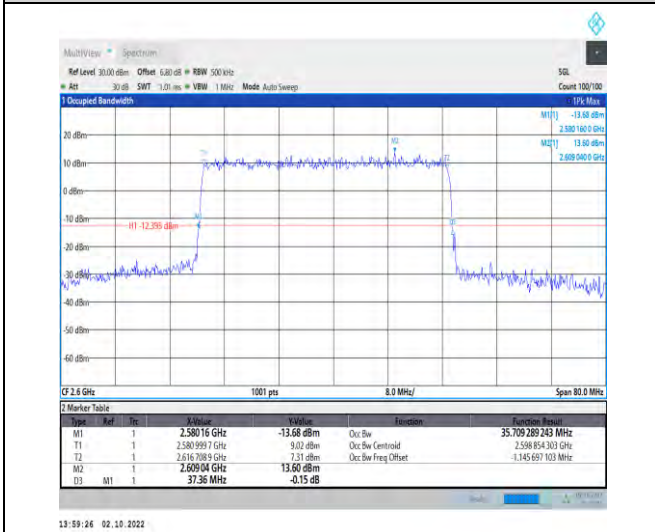 MultiView Spectrum
Ref Level 30.00 dBm Offset 6.80 dB RBW 500 kHz SGL
Att 30 dB SWT 1.01 ms VBW 1 MHz Mode Auto Sweep Count 100/100
1 Occupied Bandwidth 1Pk Max
M1[1] -13.68 dBm
2.580 160 0 GHz
M2[1] 13.60 dBm
2.609 040 0 GHz
20 dBm
M2
T1
T2
10 dBm
0 dBm
-10 dBm
M1
H1 -12.395 dBm
D3
-20 dBm
-30 dBm
-40 dBm
-50 dBm
-60 dBm
CF 2.6 GHz 1001 pts 8.0 MHz/ Span 80.0 MHz
2 Marker Table
Type Ref Trc X-Value Y-Value Function Function Result
M1 1 2.58016 GHz -13.68 dBm Occ Bw 35.709 289 243 MHz
T1 1 2.580 999 7 GHz 9.02 dBm Occ Bw Centroid 2.598 854 303 GHz
T2 1 2.616 708 9 GHz 7.31 dBm Occ Bw Freq Offset -1.145 697 103 MHz
M2 1 2.609 04 GHz 13.60 dBm
D3 M1 1 37.36 MHz -0.15 dB
13:59:26 02.10.2022